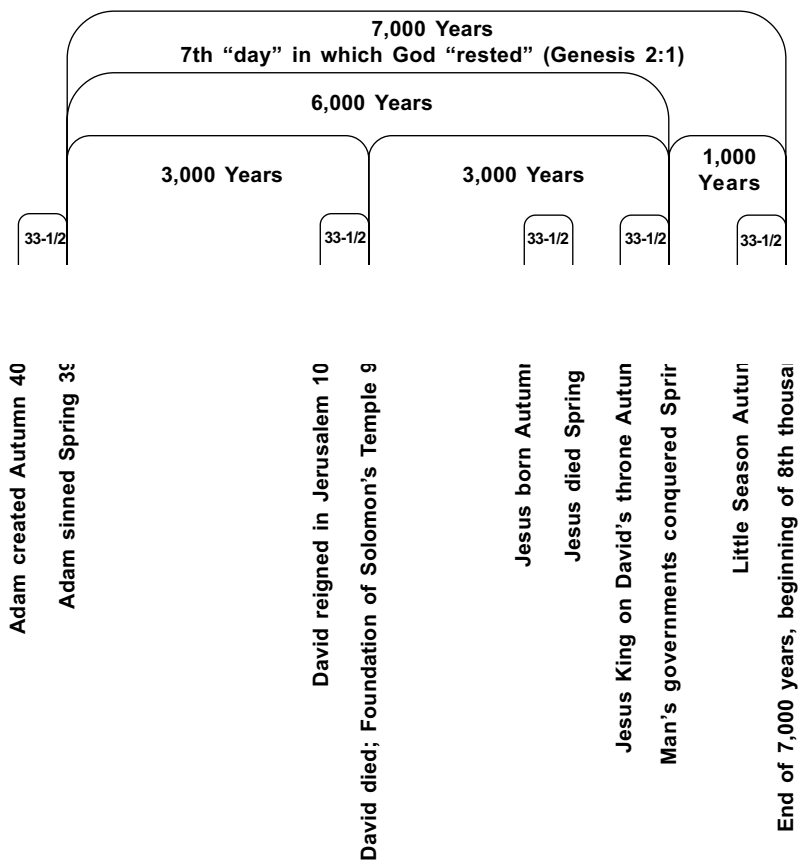 7,000 Years
7th “day” in which God “rested” (Genesis 2:1)
6,000 Years
3,000 Years
3,000 Years
1,000
Years
33-1/2
33-1/2
33-1/2
33-1/2
33-1/2
Adam created Autumn 40
Adam sinned Spring
David reigned in Jerusalem 10
David died; Foundation of Solomon’s Temple 9
Jesus born
Jesus died Spring
Jesus King on David’s throne
Man’s governments conquered
Little Season
End of 7,000 years, beginning of 8th